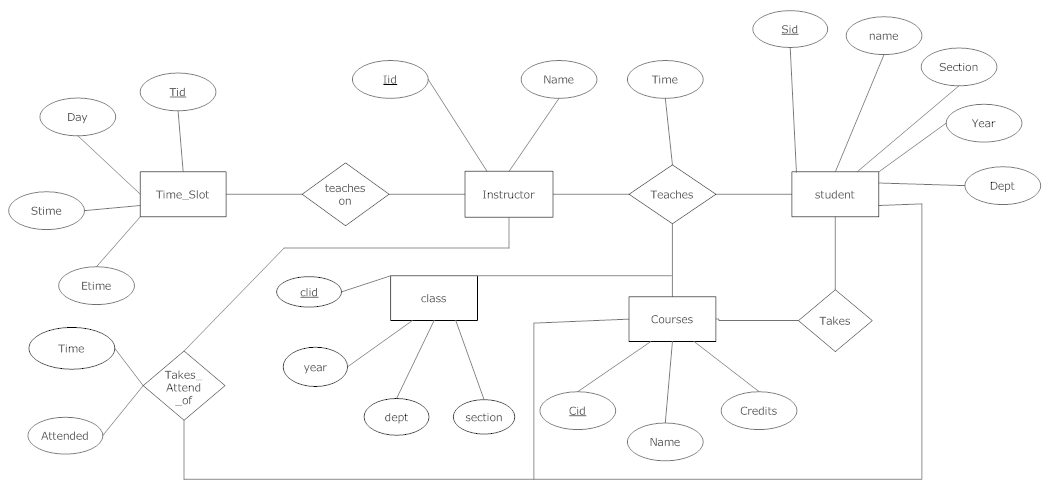 Sid
name
Section
Iid
Name
Time
Tid
Day
Year
Dept
Time_Slot
teaches
on
Instructor
Teaches
student
Stime
Etime
clid
class
Courses
Takes
Time
year
Takes_
Attend
_of
dept
section
Cid
Credits
Attended
Name